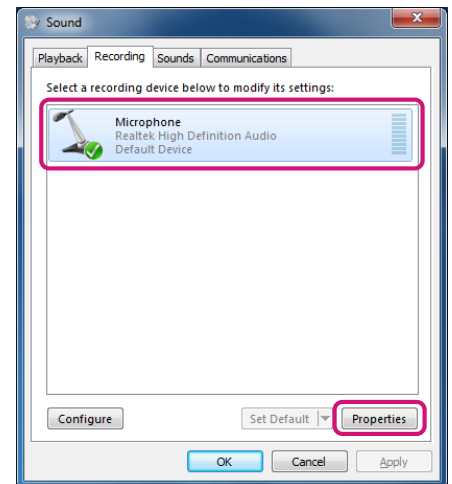 Sound
Playback Recording Sounds Communications
Select a recording device below to modify its settings:
Microphone
Realtek High Definition Audio
Default Device
Configure Set Default Properties
OK Cancel Apply